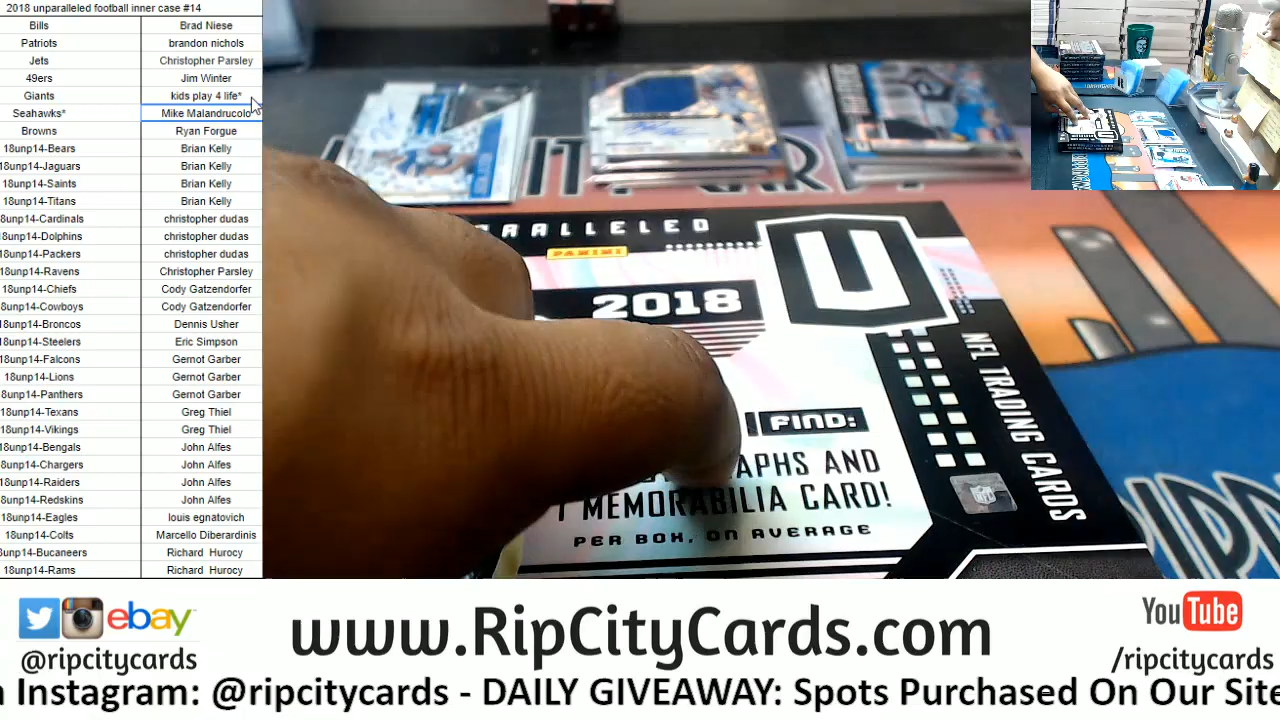 2018 unparalleled football inner case #14
Bills Brad Niese
Patriots brandon nichols
Jets Christopher Parsley
49ers Jim Winter
Giants kids play 4 life*
Seahawks* Mike Malandrucolo
Browns Ryan Forgue
18unp14-Bears Brian Kelly
18unp14-Jaguars Brian Kelly
18unp14-Saints Brian Kelly
18unp14-Titans Brian Kelly
8unp14-Cardinals christopher dudas
8unp14-Dolphins christopher dudas
8unp14-Packers christopher dudas
18unp14-Ravens Christopher Parsley
18unp14-Chiefs Cody Gatzendorfer
8unp14-Cowboys Cody Gatzendorfer
18unp14-Broncos Dennis Usher
18unp14-Steelers Eric Simpson
18unp14-Falcons Gernot Garber
18unp14-Lions Gernot Garber
8unp14-Panthers Gernot Garber
18unp14-Texans Greg Thiel
18unp14-Vikings Greg Thiel
18unp14-Bengals John Alfes
8unp14-Chargers John Alfes
18unp14-Raiders John Alfes
8unp14-Redskins John Alfes
18unp14-Eagles louis egnatovich
18unp14-Colts Marcello Diberardinis
8unp14-Bucaneers Richard Hurocy
18unp14-Rams Richard Hurocy
RALLELED
PANINI
2018
U
NFL TRADING CARDS
FIND:
APHS AND
1 MEMORABILIA CARD!
PER BOX, ON AVERAGE
ebay
@ripcitycards
www.RipCityCards.com
YouTube
/ripcitycards
n Instagram: @ripcitycards - DAILY GIVEAWAY: Spots Purchased On Our Site